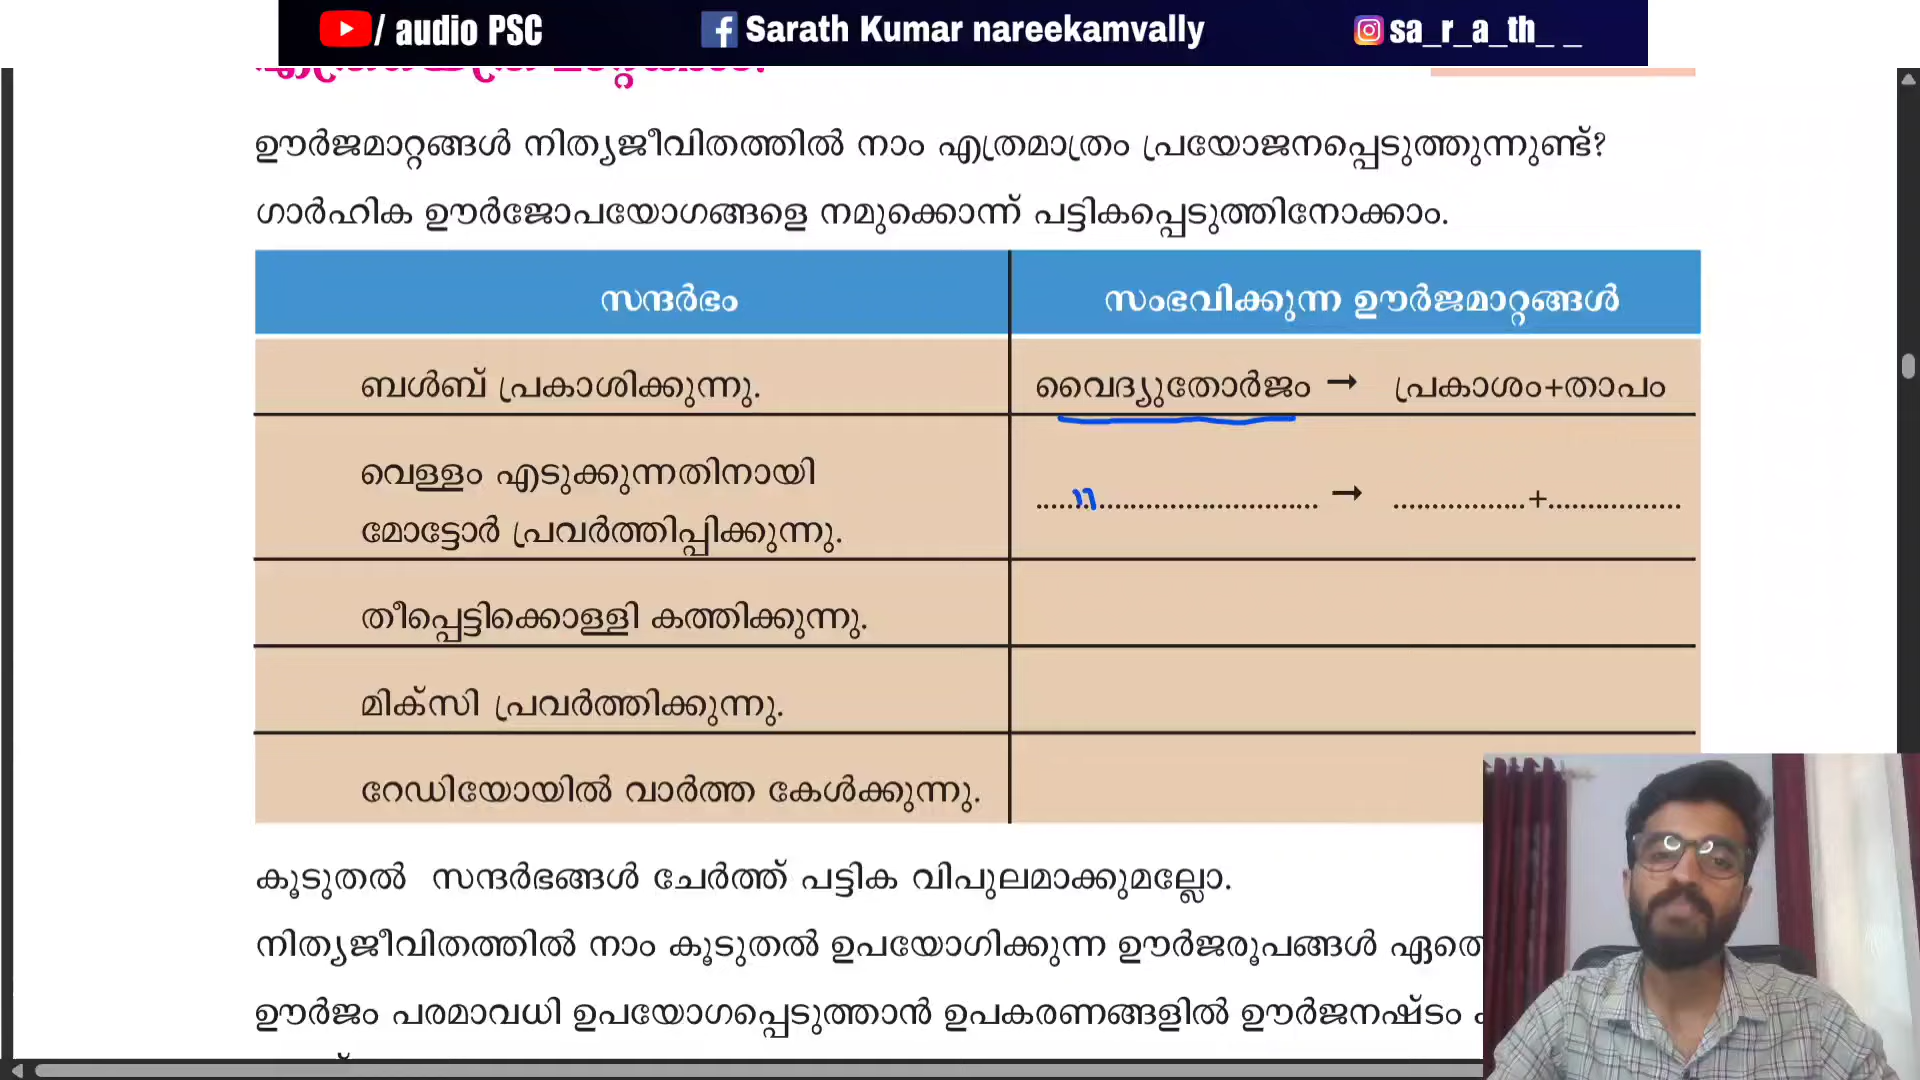 / audio PSC
Sarath Kumar nareekamvally
sa_r_a_th_ _
ഊർജമാറ്റങ്ങൾ നിത്യജീവിതത്തിൽ നാം എത്രമാത്രം പ്രയോജനപ്പെടുത്തുന്നുണ്ട്?
ഗാർഹിക ഊർജോപയോഗങ്ങളെ നമുക്കൊന്ന് പട്ടികപ്പെടുത്തിനോക്കാം.
സന്ദർഭം
സംഭവിക്കുന്ന ഊർജമാറ്റങ്ങൾ
ബൾബ് പ്രകാശിക്കുന്നു.
വൈദ്യുതോർജം → പ്രകാശം+താപം
വെള്ളം എടുക്കുന്നതിനായി
മോട്ടോർ പ്രവർത്തിപ്പിക്കുന്നു.
.......,,............................ → .................+.................
തീപ്പെട്ടിക്കൊള്ളി കത്തിക്കുന്നു.
മിക്സി പ്രവർത്തിക്കുന്നു.
റേഡിയോയിൽ വാർത്ത കേൾക്കുന്നു.
കൂടുതൽ സന്ദർഭങ്ങൾ ചേർത്ത് പട്ടിക വിപുലമാക്കുമല്ലോ.
നിത്യജീവിതത്തിൽ നാം കൂടുതൽ ഉപയോഗിക്കുന്ന ഊർജരൂപങ്ങൾ
ഊർജം പരമാവധി ഉപയോഗപ്പെടുത്താൻ ഉപകരണങ്ങളിൽ ഊർജനഷ്ടം